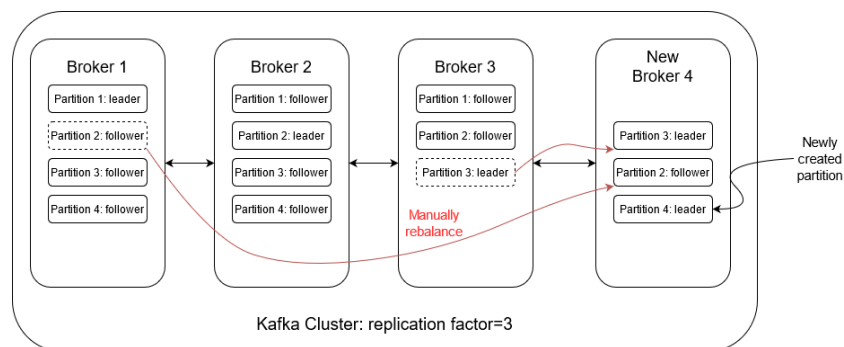 Broker 1
Partition 1: leader
Partition 2: follower
Partition 3: follower
Partition 4: follower
Broker 2
Partition 1: follower
Partition 2: leader
Partition 3: follower
Partition 4: follower
Broker 3
Partition 1: follower
Partition 2: follower
Partition 3: leader
New
Broker 4
Partition 3: leader
Partition 2: follower
Partition 4: leader
Newly
created
partition
Manually
rebalance
Kafka Cluster: replication factor=3